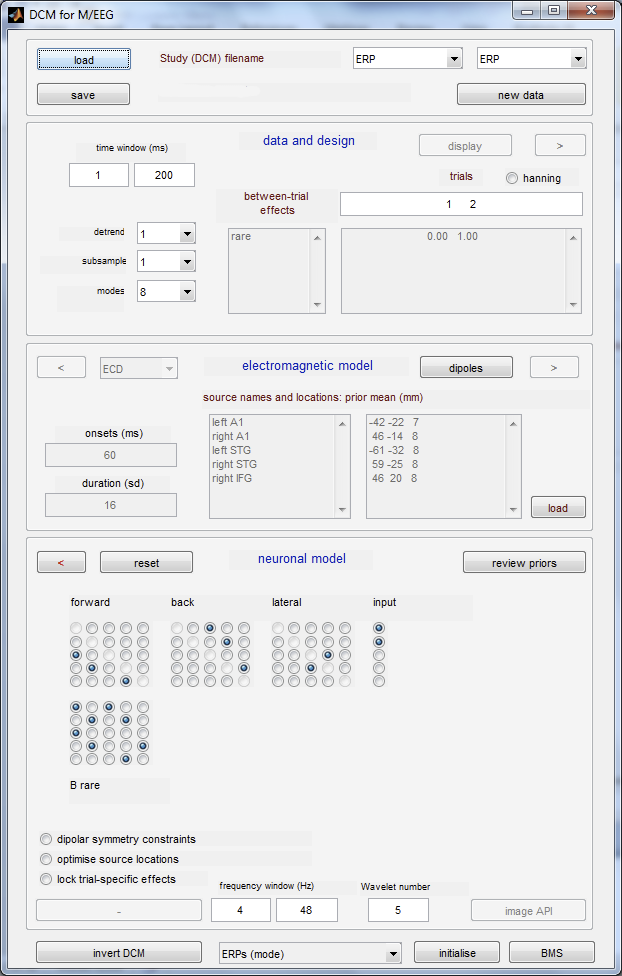 DCM for M/EEG
load
Study (DCM) filename
ERP
ERP
save
new data
data and design
time window (ms)
display
>
1
200
trials
hanning
between-trial
effects
1 2
detrend
1
rare
0.00 1.00
subsample
1
modes
8
<
ECD
electromagnetic model
dipoles
>
source names and locations: prior mean (mm)
onsets (ms)
60
duration (sd)
16
left A1
right A1
left STG
right STG
right IFG
-42 -22 7
46 -14 8
-61 -32 8
59 -25 8
46 20 8
load
<
reset
neuronal model
review priors
forward
back
lateral
input
B rare
dipolar symmetry constraints
optimise source locations
lock trial-specific effects
frequency window (Hz)
Wavelet number
-
4
48
5
image API
invert DCM
ERPs (mode)
initialise
BMS